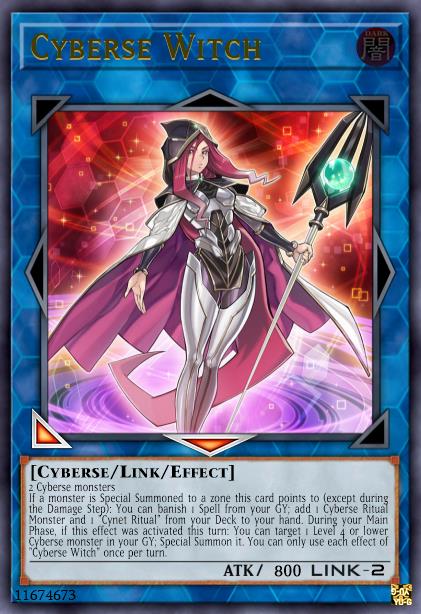 CYBERSE WITCH
DARK
闇
[CYBERSE/LINK/EFFECT]
2 Cyberse monsters
If a monster is Special Summoned to a zone this card points to (except during
the Damage Step): You can banish 1 Spell from your GY; add 1 Cyberse Ritual
Monster and 1 "Cynet Ritual" from your Deck to your hand. During your Main
Phase, if this effect was activated this turn: You can target 1 Level 4 or lower
Cyberse monster in your GY; Special Summon it. You can only use each effect of
"Cyberse Witch" once per turn.
ATK/ 800 LINK-2
11674673